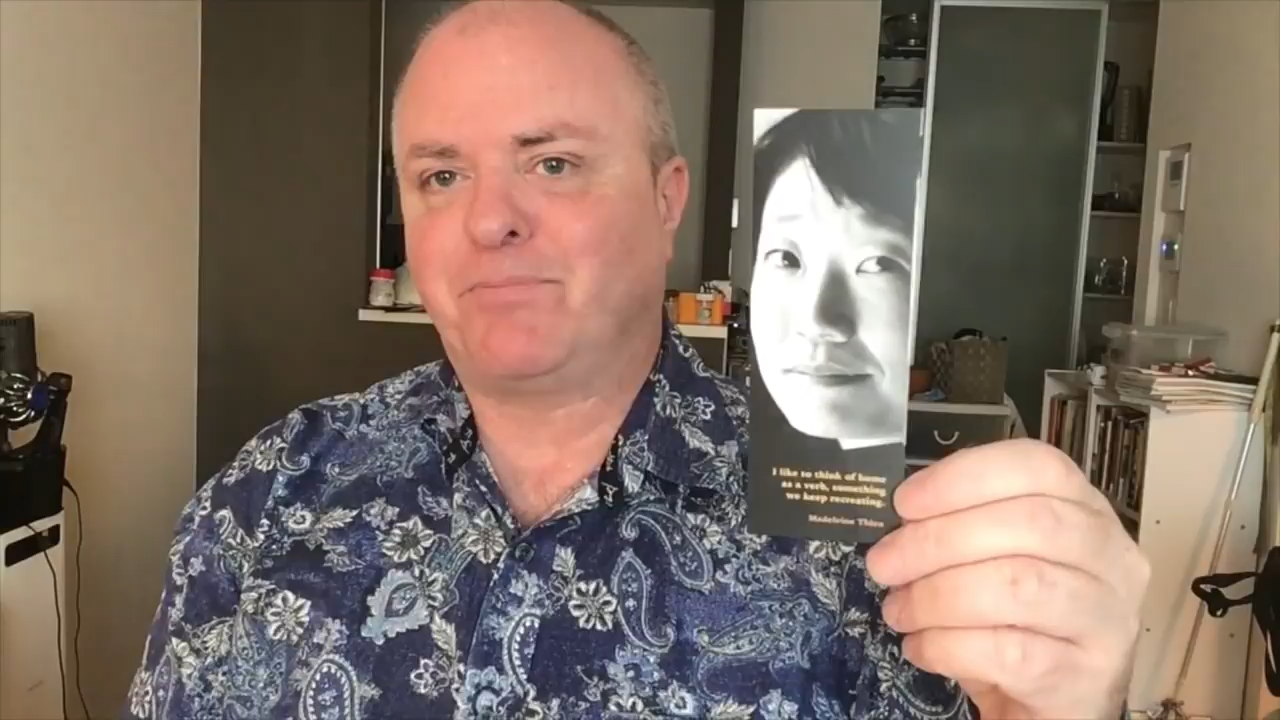 I like to think of home
as a verb, something
we keep recreating.
Madeleine Thien